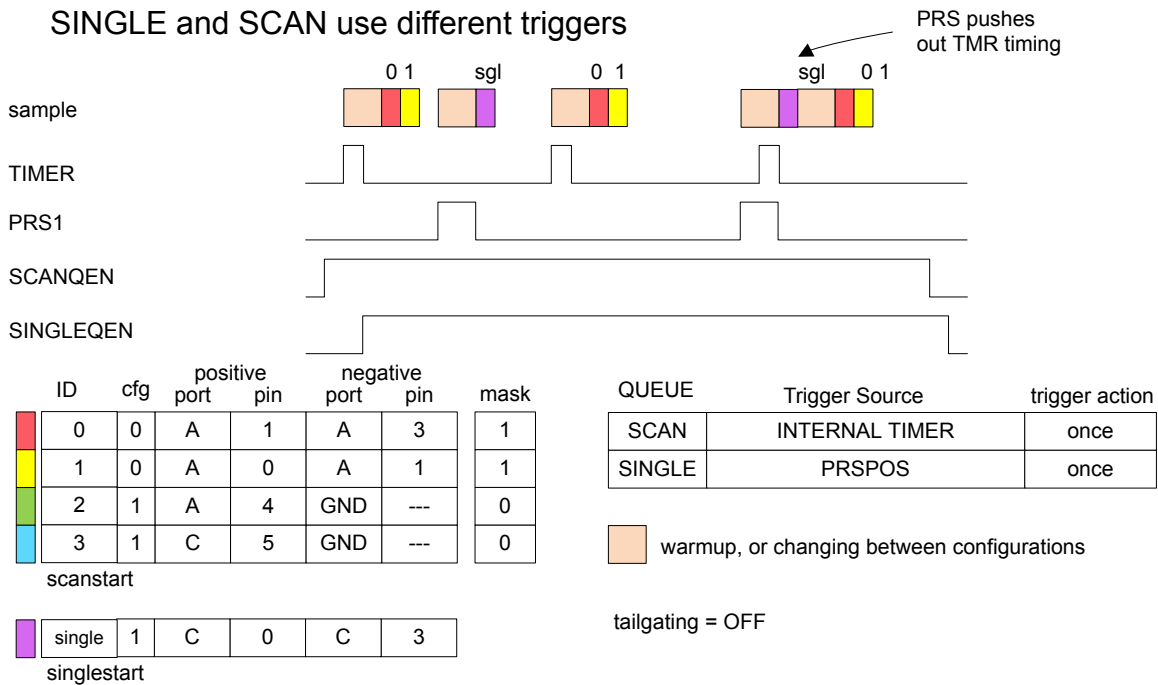 SINGLE and SCAN use different triggers
PRS pushes
out TMR timing
0 1 sgl 0 1 sgl 0 1
sample
TIMER
PRS1
SCANQEN
SINGLEQEN
positive negative
ID cfg port pin port pin mask
0 0 A 1 A 3 1
1 0 A 0 A 1 1
2 1 A 4 GND --- 0
3 1 C 5 GND --- 0
scanstart
single 1 C 0 C 3
singlestart
QUEUE Trigger Source trigger action
SCAN INTERNAL TIMER once
SINGLE PRSPOS once
warmup, or changing between configurations
tailgating = OFF